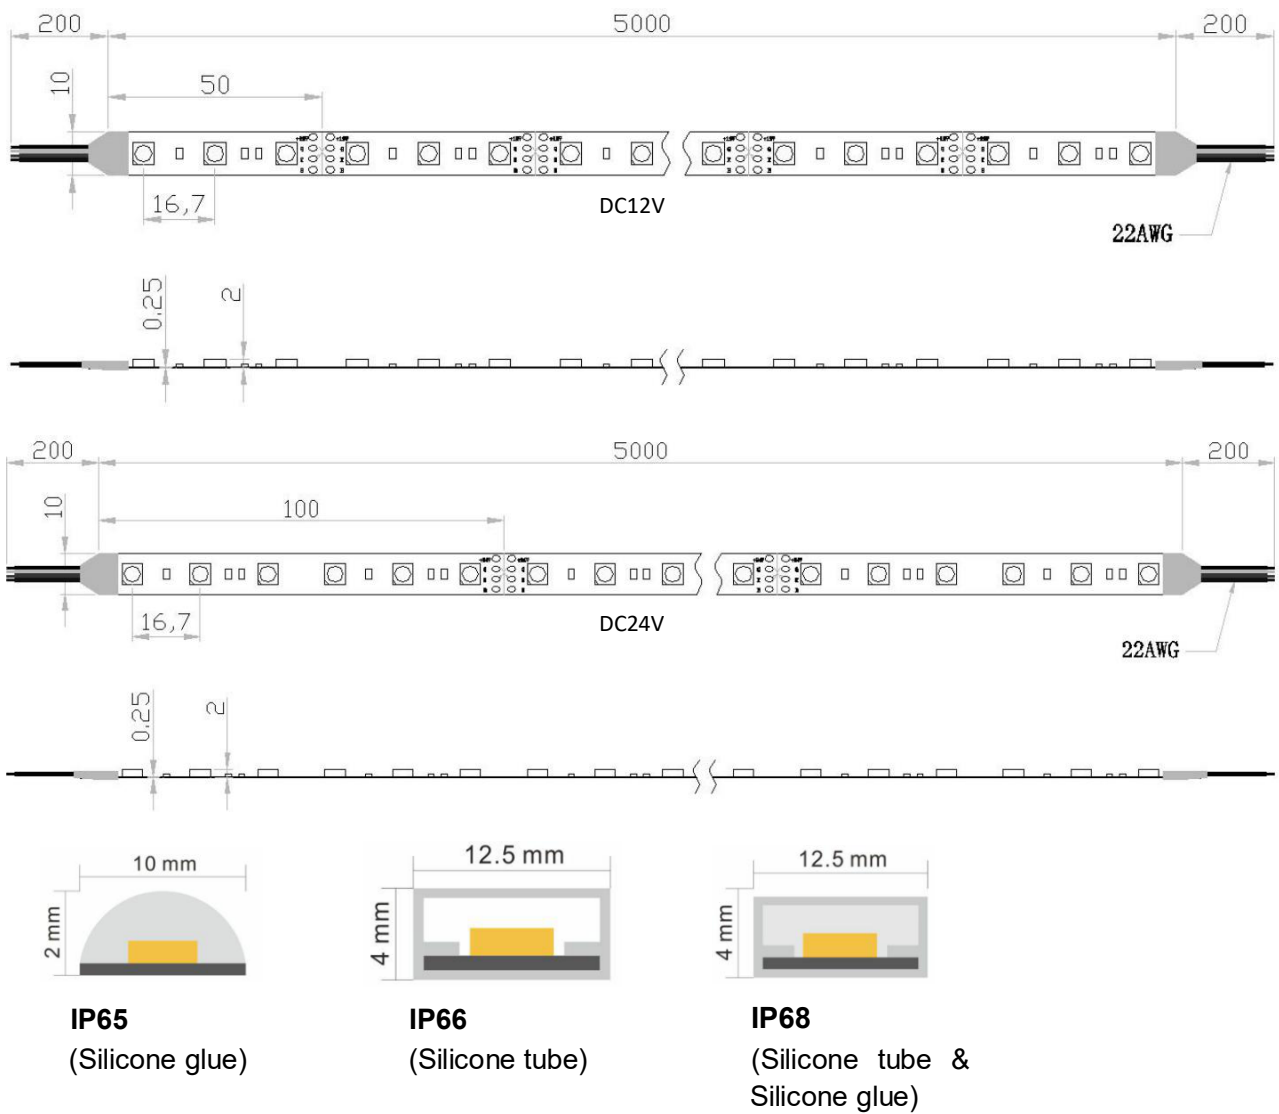 200 5000 200
10
50
16,7
DC12V
22AWG
0.25
2
200 5000 200
10
100
16,7
DC24V
22AWG
0.25
2
10 mm
2 mm
12.5 mm
4 mm
12.5 mm
4 mm
IP65
(Silicone glue)
IP66
(Silicone tube)
IP68
(Silicone tube &
Silicone glue)